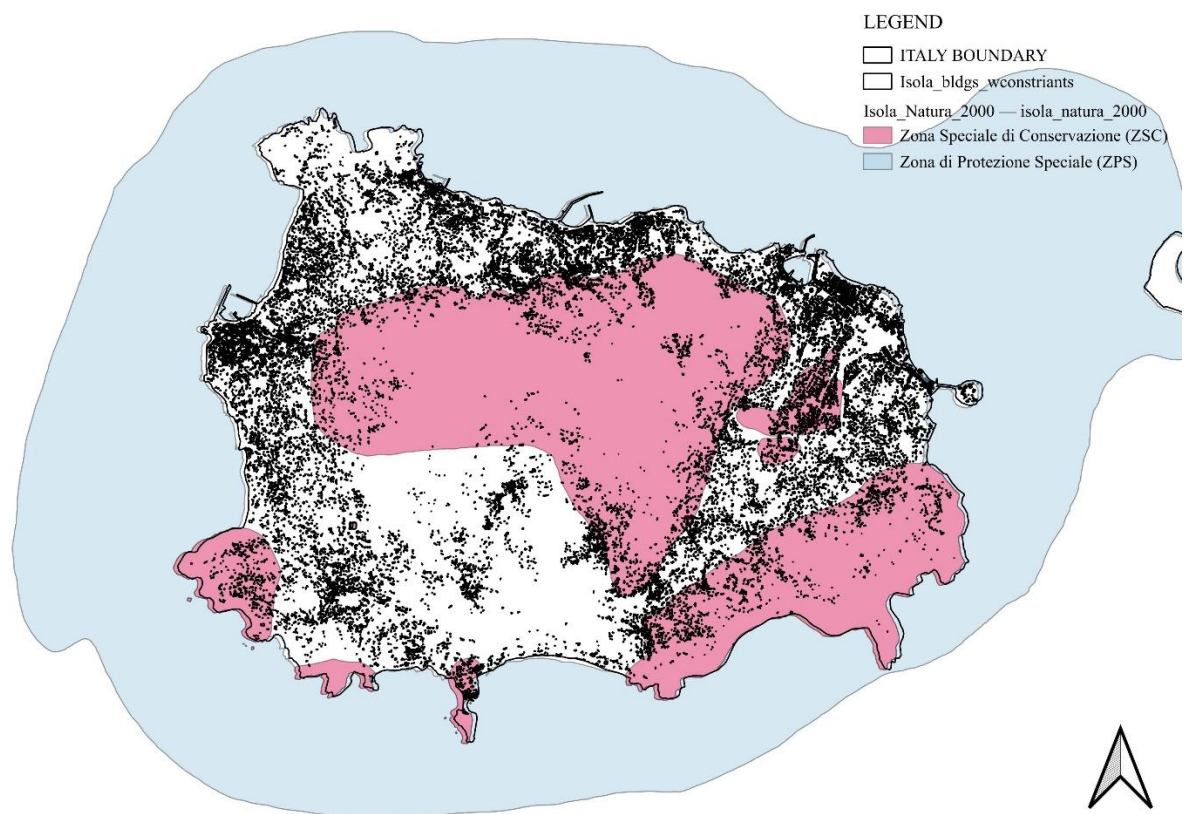 LEGEND
ITALY BOUNDARY
Isola_bldgs_wconstriants
Isola_Natura_2000 — isola_natura_2000
Zona Speciale di Conservazione (ZSC)
Zona di Protezione Speciale (ZPS)